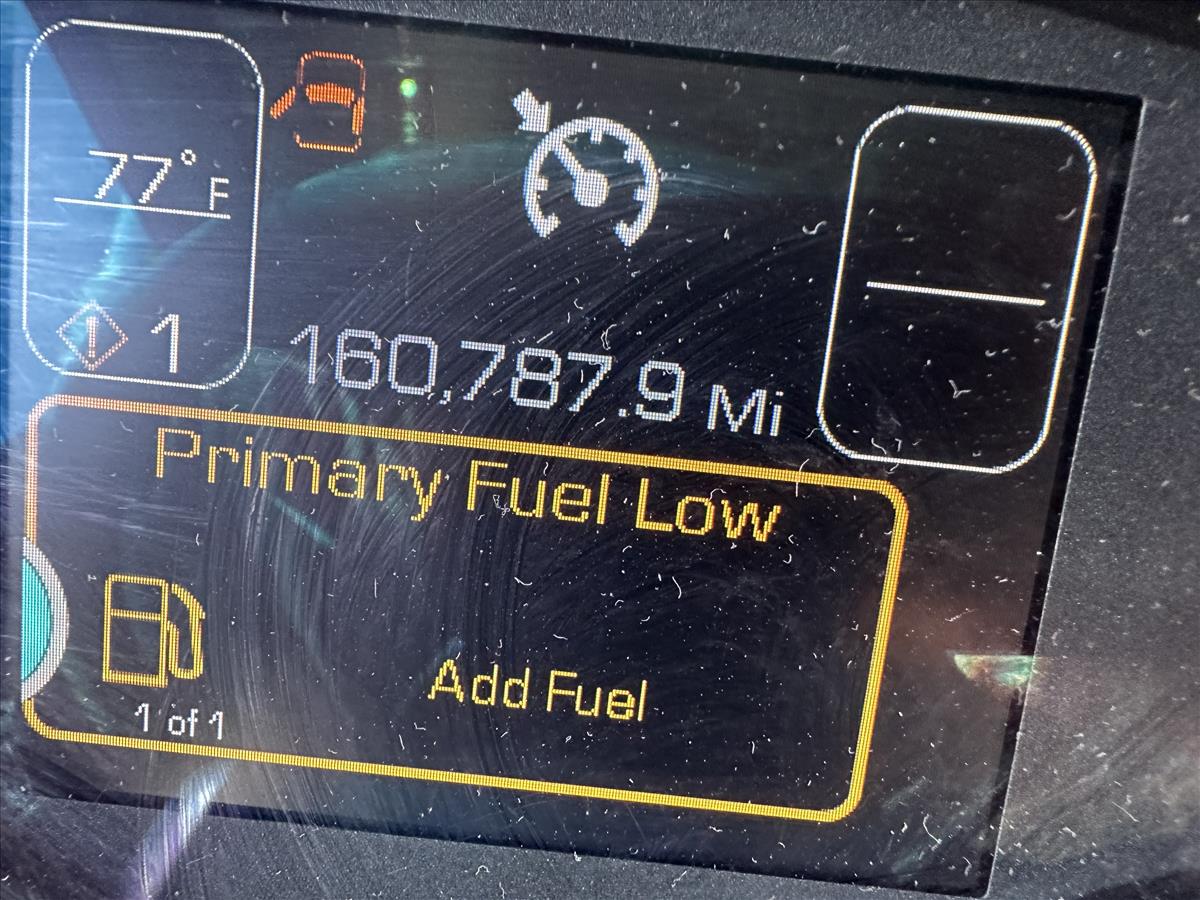 77°F
! 1
160,787.9 Mi
Primary Fuel Low
Add Fuel
1 of 1